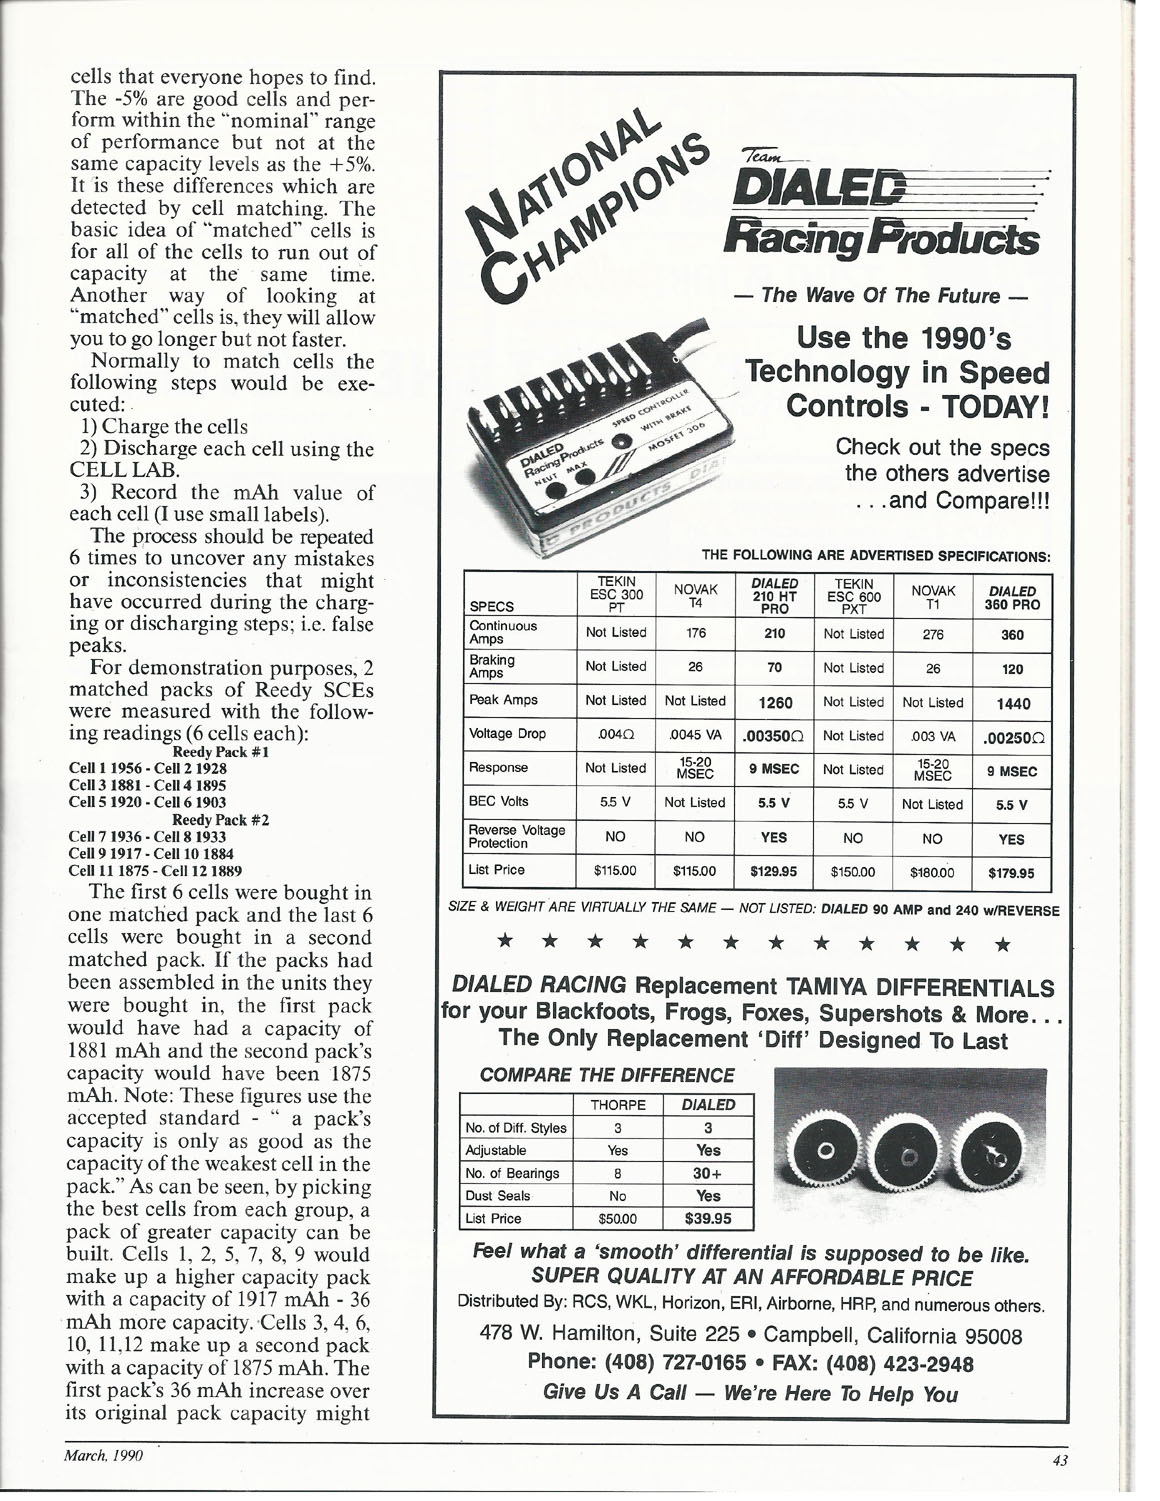 cells that everyone hopes to find.
The -5% are good cells and per-
form within the “nominal” range
of performance but not at the
same capacity levels as the +5%.
It is these differences which are
detected by cell matching. The
basic idea of “matched” cells is
for all of the cells to run out of
capacity at the same time.
Another way of looking at
“matched” cells is, they will allow
you to go longer but not faster.
Normally to match cells the
following steps would be exe-
cuted:
1) Charge the cells
2) Discharge each cell using the
CELL LAB.
3) Record the mAh value of
each cell (I use small labels).
The process should be repeated
6 times to uncover any mistakes
or inconsistencies that might
have occurred during the charg-
ing or discharging steps; i.e. false
peaks.
For demonstration purposes, 2
matched packs of Reedy SCEs
were measured with the follow-
ing readings (6 cells each):
Reedy Pack #1
Cell 1 1956 - Cell 2 1928
Cell 3 1881 - Cell 4 1895
Cell 5 1920 - Cell 6 1903
Reedy Pack #2
Cell 7 1936 - Cell 8 1933
Cell 9 1917 - Cell 10 1884
Cell 11 1875 - Cell 12 1889
The first 6 cells were bought in
one matched pack and the last 6
cells were bought in a second
matched pack. If the packs had
been assembled in the units they
were bought in, the first pack
would have had a capacity of
1881 mAh and the second pack's
capacity would have been 1875
mAh. Note: These figures use the
accepted standard - “ a pack's
capacity is only as good as the
capacity of the weakest cell in the
pack.” As can be seen, by picking
the best cells from each group, a
pack of greater capacity can be
built. Cells 1, 2, 5, 7, 8, 9 would
make up a higher capacity pack
with a capacity of 1917 mAh - 36
mAh more capacity. Cells 3, 4, 6,
10, 11,12 make up a second pack
with a capacity of 1875 mAh. The
first pack's 36 mAh increase over
its original pack capacity might
NATIONAL
CHAMPIONS
Team
DIALED
Racing Products
— The Wave Of The Future —
Use the 1990's
Technology in Speed
Controls - TODAY!
Check out the specs
the others advertise
. . .and Compare!!!
DIALED
Racing Products
SPEED CONTROLLER
WITH BRAKE
MOSFET 306
NEUT MAX
PRODUCTS DIA
THE FOLLOWING ARE ADVERTISED SPECIFICATIONS:
SPECS TEKIN ESC 300 PT NOVAK T4 DIALED 210 HT PRO TEKIN ESC 600 PXT NOVAK T1 DIALED 360 PRO
Continuous Amps Not Listed 176 210 Not Listed 276 360
Braking Amps Not Listed 26 70 Not Listed 26 120
Peak Amps Not Listed Not Listed 1260 Not Listed Not Listed 1440
Voltage Drop .004Ω .0045 VA .00350Ω Not Listed .003 VA .00250Ω
Response Not Listed 15-20 MSEC 9 MSEC Not Listed 15-20 MSEC 9 MSEC
BEC Volts 5.5 V Not Listed 5.5 V 5.5 V Not Listed 5.5 V
Reverse Voltage Protection NO NO YES NO NO YES
List Price $115.00 $115.00 $129.95 $150.00 $180.00 $179.95
SIZE & WEIGHT ARE VIRTUALLY THE SAME — NOT LISTED: DIALED 90 AMP and 240 w/REVERSE
★ ★ ★ ★ ★ ★ ★ ★ ★ ★ ★ ★
DIALED RACING Replacement TAMIYA DIFFERENTIALS
for your Blackfoots, Frogs, Foxes, Supershots & More. . .
The Only Replacement ‘Diff’ Designed To Last
COMPARE THE DIFFERENCE
THORPE DIALED
No. of Diff. Styles 3 3
Adjustable Yes Yes
No. of Bearings 8 30+
Dust Seals No Yes
List Price $50.00 $39.95
Feel what a ‘smooth’ differential is supposed to be like.
SUPER QUALITY AT AN AFFORDABLE PRICE
Distributed By: RCS, WKL, Horizon, ERI, Airborne, HRP, and numerous others.
478 W. Hamilton, Suite 225 • Campbell, California 95008
Phone: (408) 727-0165 • FAX: (408) 423-2948
Give Us A Call — We're Here To Help You
March, 1990
43